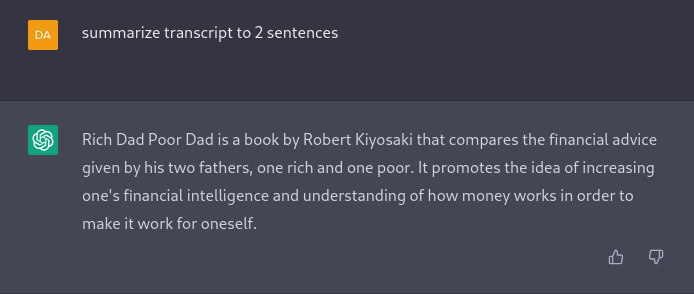 DA
summarize transcript to 2 sentences
Rich Dad Poor Dad is a book by Robert Kiyosaki that compares the financial advice
given by his two fathers, one rich and one poor. It promotes the idea of increasing
one's financial intelligence and understanding of how money works in order to
make it work for oneself.